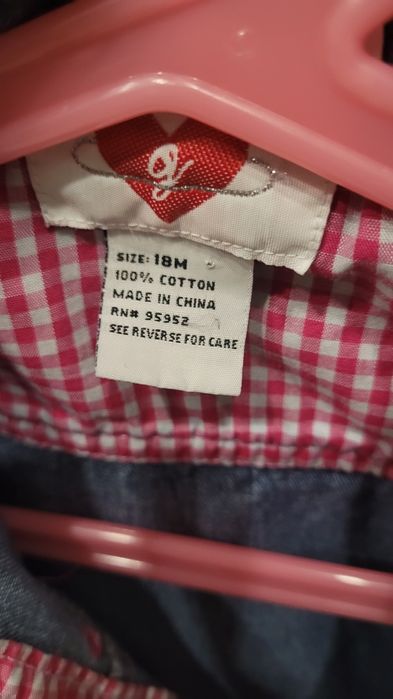 SIZE: 18M
100% COTTON
MADE IN CHINA
RN# 95952
SEE REVERSE FOR CARE